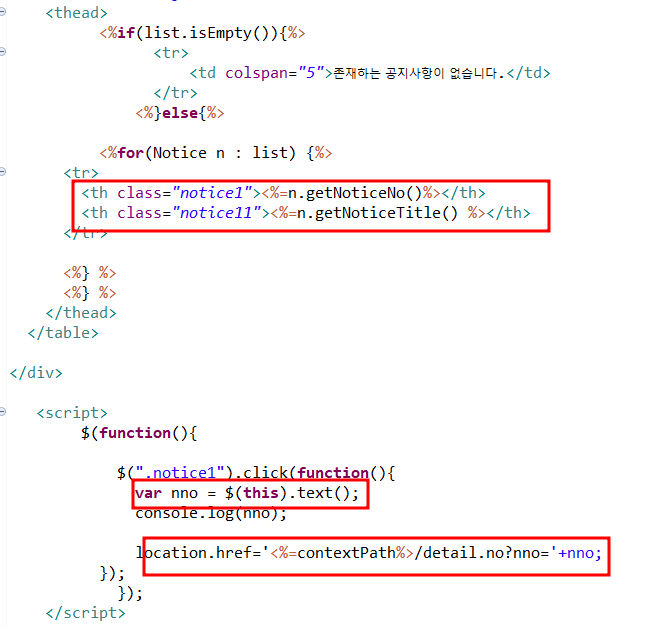 <thead>
<%if(list.isEmpty()){%>
<tr>
<td colspan="5">존재하는 공지사항이 없습니다.</td>
</tr>
<%}else{%>
<%for(Notice n : list) {%>
<tr>
<th class="notice1"><%=n.getNoticeNo()%></th>
<th class="notice11"><%=n.getNoticeTitle() %></th>
</tr>
<%} %>
<%} %>
</thead>
</table>
</div>
<script>
$(function(){
$(".notice1").click(function(){
var nno = $(this).text();
console.log(nno);
location.href='<%=contextPath%>/detail.no?nno='+nno;
});
});
</script>